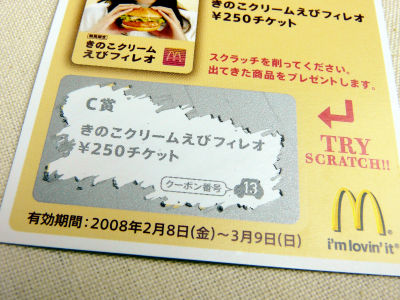 期間限定
きのこクリーム
えびフィレオ
きのこクリームえびフィレオ
¥250チケット
スクラッチを削ってください。
出てきた商品をプレゼントします。
C賞
きのこクリームえびフィレオ
¥250チケット
クーポン番号
13
TRY
SCRATCH!!
有効期間：2008年2月8日(金)～3月9日(日)
i'm lovin' it